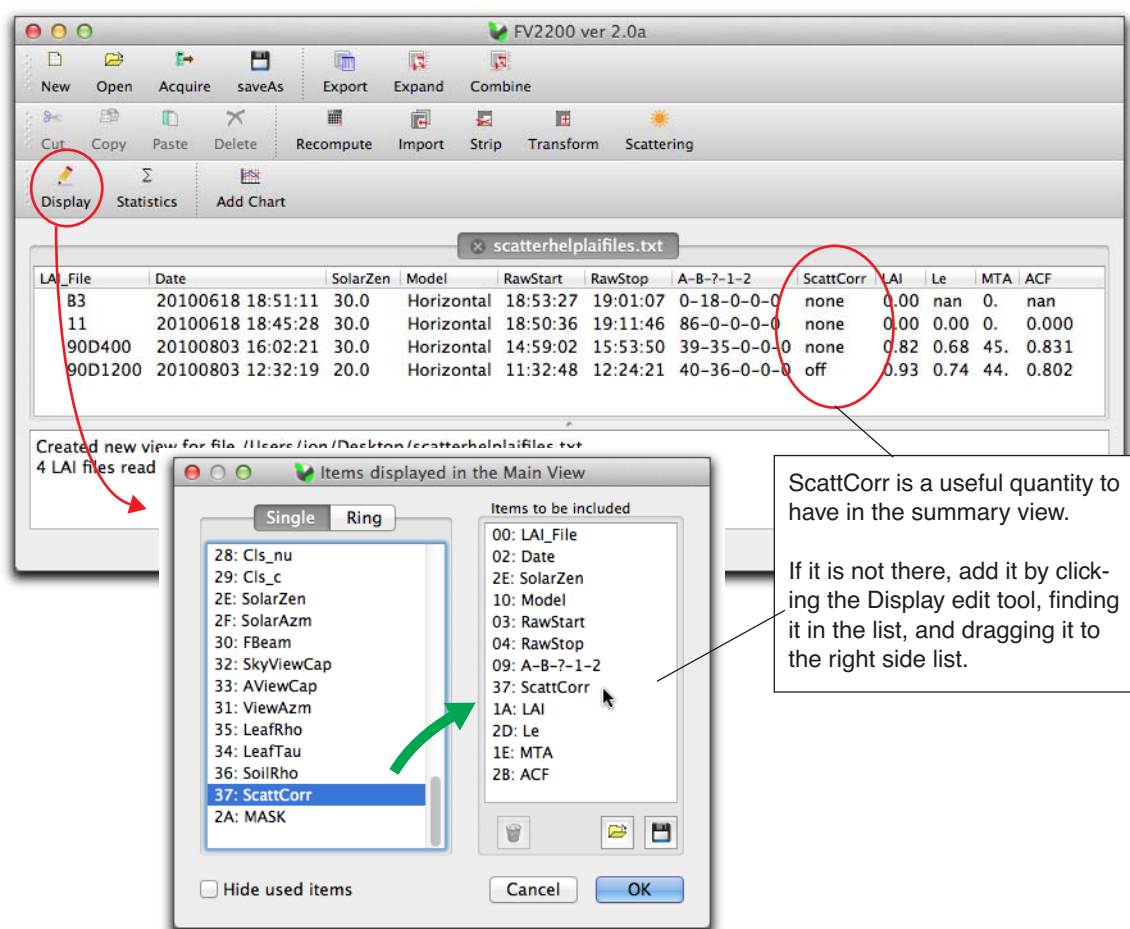 FV2200 ver 2.0a
New Open Acquire saveAs Export Expand Combine
Cut Copy Paste Delete Recompute Import Strip Transform Scattering
Display Statistics Add Chart
scatterhelplaifiles.txt
LAI_File Date SolarZen Model RawStart RawStop A-B-?-1-2 ScattCorr LAI Le MTA ACF
B3 20100618 18:51:11 30.0 Horizontal 18:53:27 19:01:07 0-18-0-0-0 none 0.00 nan 0. nan
11 20100618 18:45:28 30.0 Horizontal 18:50:36 19:11:46 86-0-0-0-0 none 0.00 0.00 0. 0.000
90D400 20100803 16:02:21 30.0 Horizontal 14:59:02 15:53:50 39-35-0-0-0 none 0.82 0.68 45. 0.831
90D1200 20100803 12:32:19 20.0 Horizontal 11:32:48 12:24:21 40-36-0-0-0 off 0.93 0.74 44. 0.802
Created new view for file /Users/jon/Desktop/scatterhelplaifiles.txt
4 LAI files read
Items displayed in the Main View
Single Ring
28: Cls_nu
29: Cls_c
2E: SolarZen
2F: SolarAzm
30: FBeam
32: SkyViewCap
33: AViewCap
31: ViewAzm
35: LeafRho
34: LeafTau
36: SoilRho
37: ScattCorr
2A: MASK
Items to be included
00: LAI_File
02: Date
2E: SolarZen
10: Model
03: RawStart
04: RawStop
09: A-B-?-1-2
37: ScattCorr
1A: LAI
2D: Le
1E: MTA
2B: ACF
Hide used items
Cancel OK
ScattCorr is a useful quantity to
have in the summary view.
If it is not there, add it by click-
ing the Display edit tool, finding
it in the list, and dragging it to
the right side list.